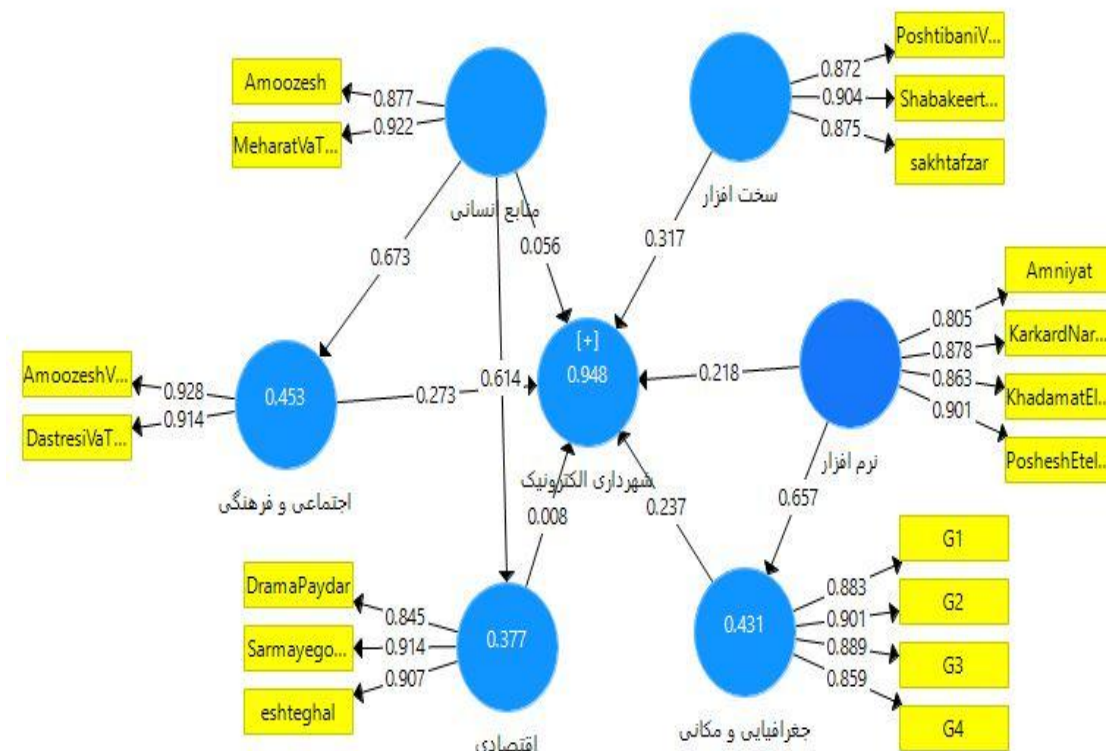 PoshtibaniV...
0.872
Amoozesh
0.877
0.904
Shabakeert...
MeharatVaT...
0.922
0.875
sakhtafzar
سخت افزار
منابع انسانی
0.056
0.317
0.673
Amniyat
0.805
[+]
0.948
KarkardNar...
0.878
AmoozeshV...
0.928
0.453
0.273
0.614
0.218
0.863
KhadamatEl...
DastresiVaT...
0.914
0.901
PosheshEtel...
نرم افزار
شهرداری الکترونیک
اجتماعی و فرهنگی
0.008
0.237
0.657
G1
0.883
DramaPaydar
0.845
G2
0.901
Sarmayego...
0.914
0.377
0.431
0.889
G3
0.907
eshteghal
0.859
G4
جغرافیایی و مکانی
اقتصادی